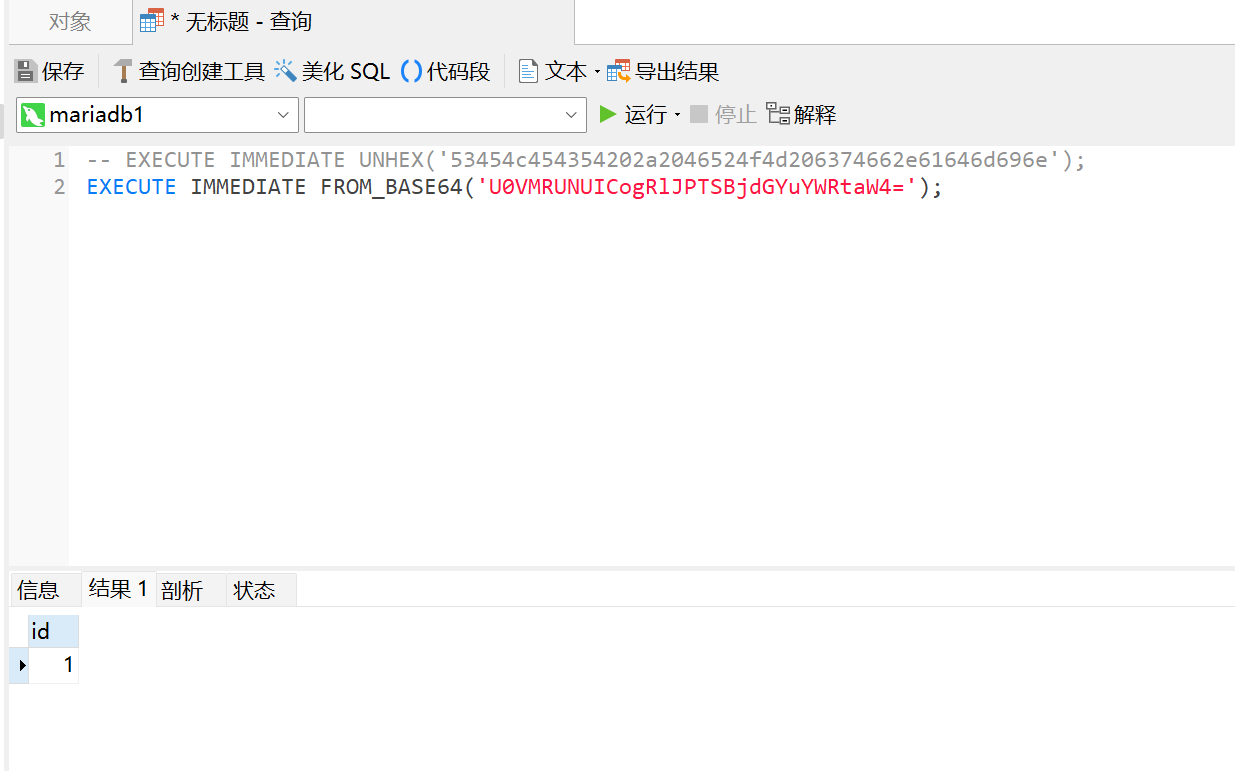 对象 * 无标题 - 查询
保存 查询创建工具 美化 SQL () 代码段 文本 导出结果
mariadb1 运行 停止 解释
1 -- EXECUTE IMMEDIATE UNHEX('53454c454354202a2046524f4d206374662e61646d696e');
2 EXECUTE IMMEDIATE FROM_BASE64('U0VMRUNUICogRlJPTSBjdGYuYWRtaW4=');
信息 结果 1 剖析 状态
id
1